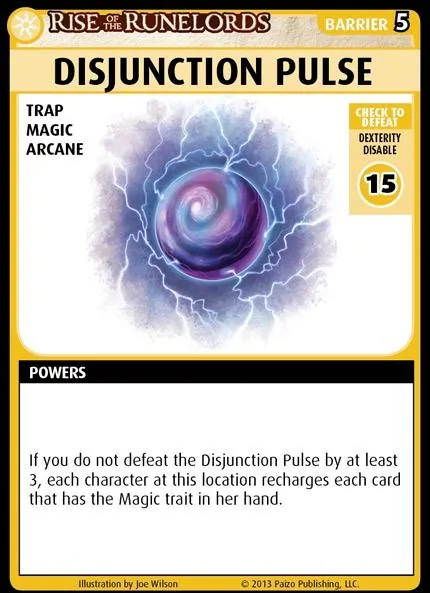 RISE OF THE RUNELORDS
BARRIER 5
DISJUNCTION PULSE
TRAP
MAGIC
ARCANE
CHECK TO
DEFEAT
DEXTERITY
DISABLE
15
POWERS
If you do not defeat the Disjunction Pulse by at least
3, each character at this location recharges each card
that has the Magic trait in her hand.
Illustration by Joe Wilson © 2013 Paizo Publishing, LLC.